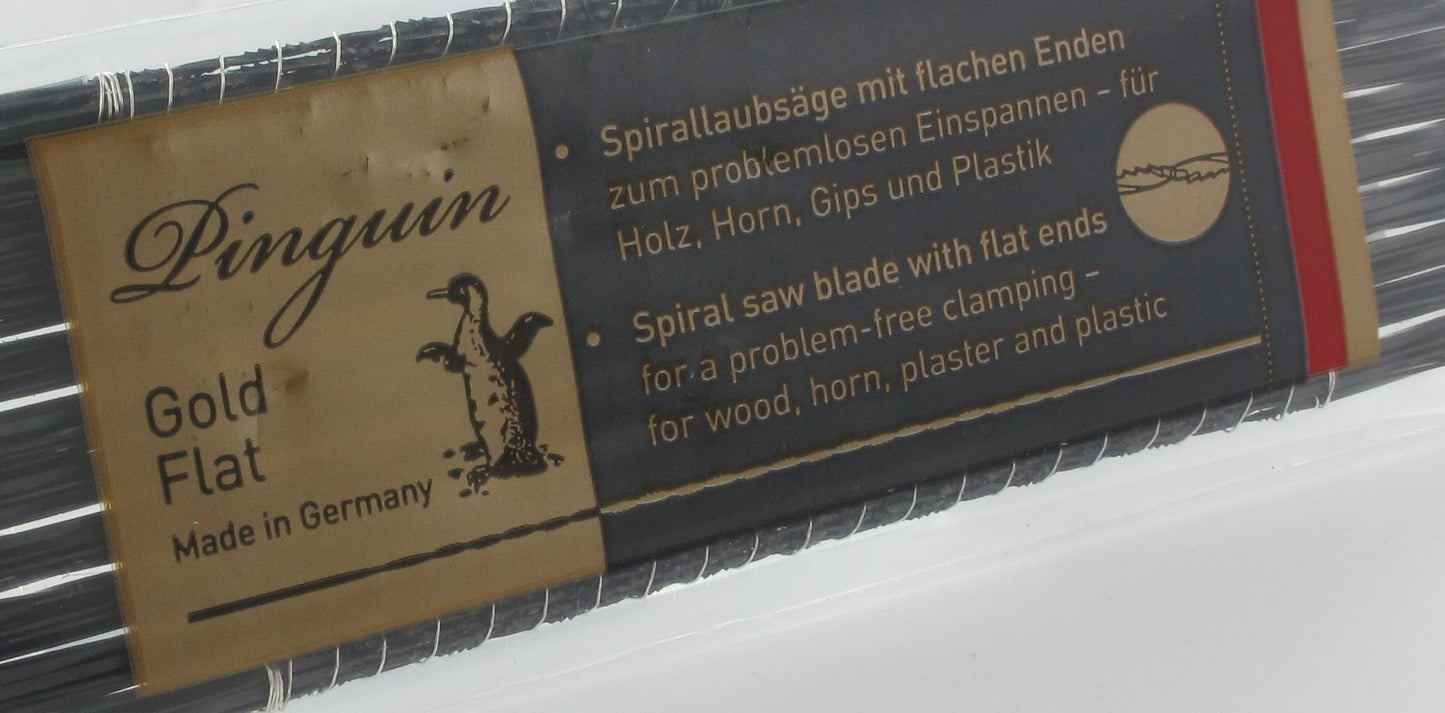 Pinguin
Gold
Flat
Made in Germany
• Spirallaubsäge mit flachen Enden
zum problemlosen Einspannen – für
Holz, Horn, Gips und Plastik
• Spiral saw blade with flat ends
for a problem-free clamping –
for wood, horn, plaster and plastic